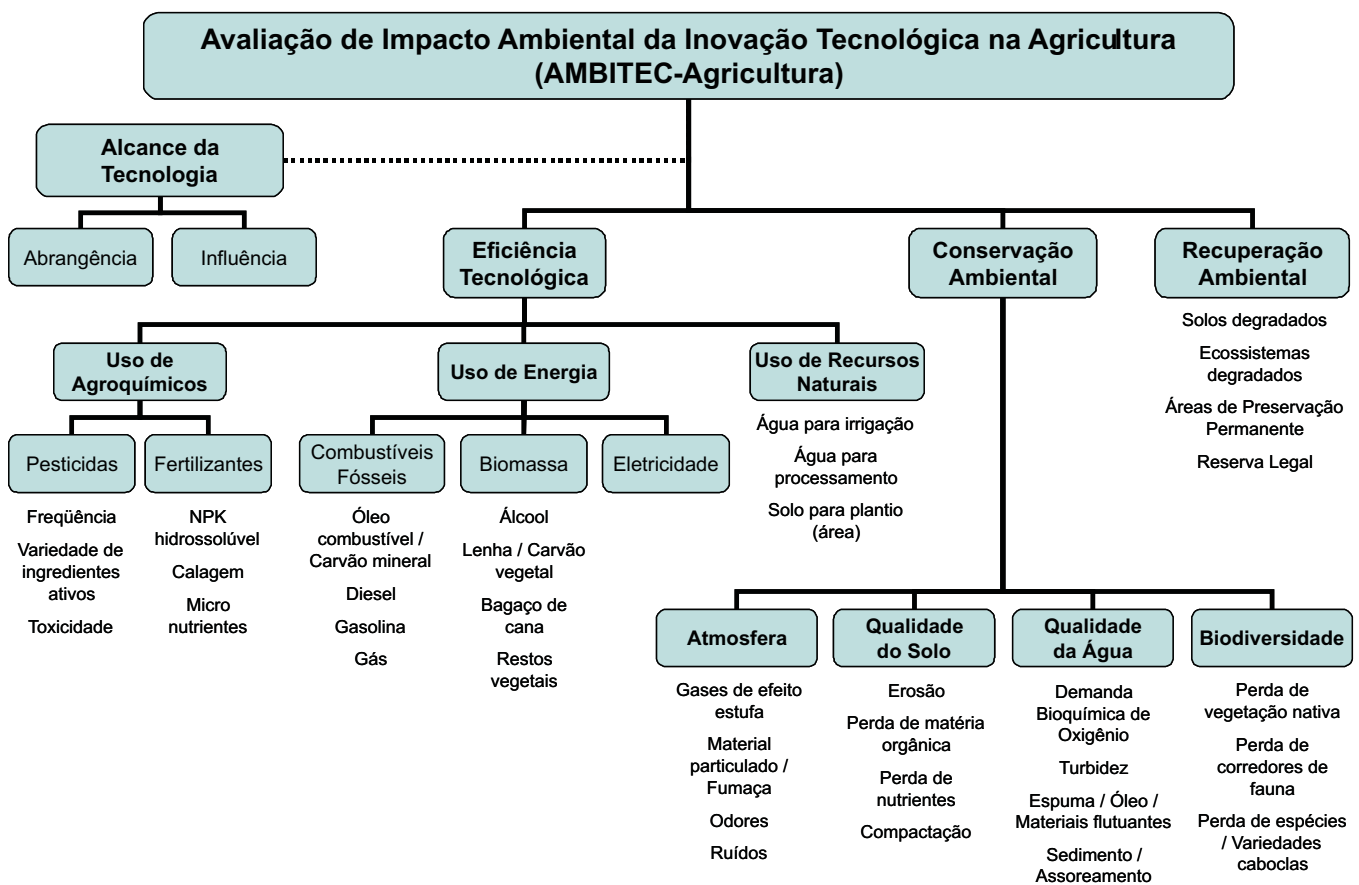 Avaliação de Impacto Ambiental da Inovação Tecnológica na Agricultura
(AMBITEC-Agricultura)
Alcance da
Tecnologia
Abrangência
Influência
Eficiência
Tecnológica
Conservação
Ambiental
Recuperação
Ambiental
Solos degradados
Ecossistemas
degradados
Áreas de Preservação
Permanente
Reserva Legal
Uso de
Agroquímicos
Uso de Energia
Uso de Recursos
Naturais
Água para irrigação
Água para
processamento
Solo para plantio
(área)
Pesticidas
Freqüência
Variedade de
ingredientes
ativos
Toxicidade
Fertilizantes
NPK
hidrossolúvel
Calagem
Micro
nutrientes
Combustíveis
Fósseis
Óleo
combustível /
Carvão mineral
Diesel
Gasolina
Gás
Biomassa
Álcool
Lenha / Carvão
vegetal
Bagaço de
cana
Restos
vegetais
Eletricidade
Atmosfera
Gases de efeito
estufa
Material
particulado /
Fumaça
Odores
Ruídos
Qualidade
do Solo
Erosão
Perda de matéria
orgânica
Perda de
nutrientes
Compactação
Qualidade
da Água
Demanda
Bioquímica de
Oxigênio
Turbidez
Espuma / Óleo /
Materiais flutuantes
Sedimento /
Assoreamento
Biodiversidade
Perda de
vegetação nativa
Perda de
corredores de
fauna
Perda de espécies
/ Variedades
caboclas